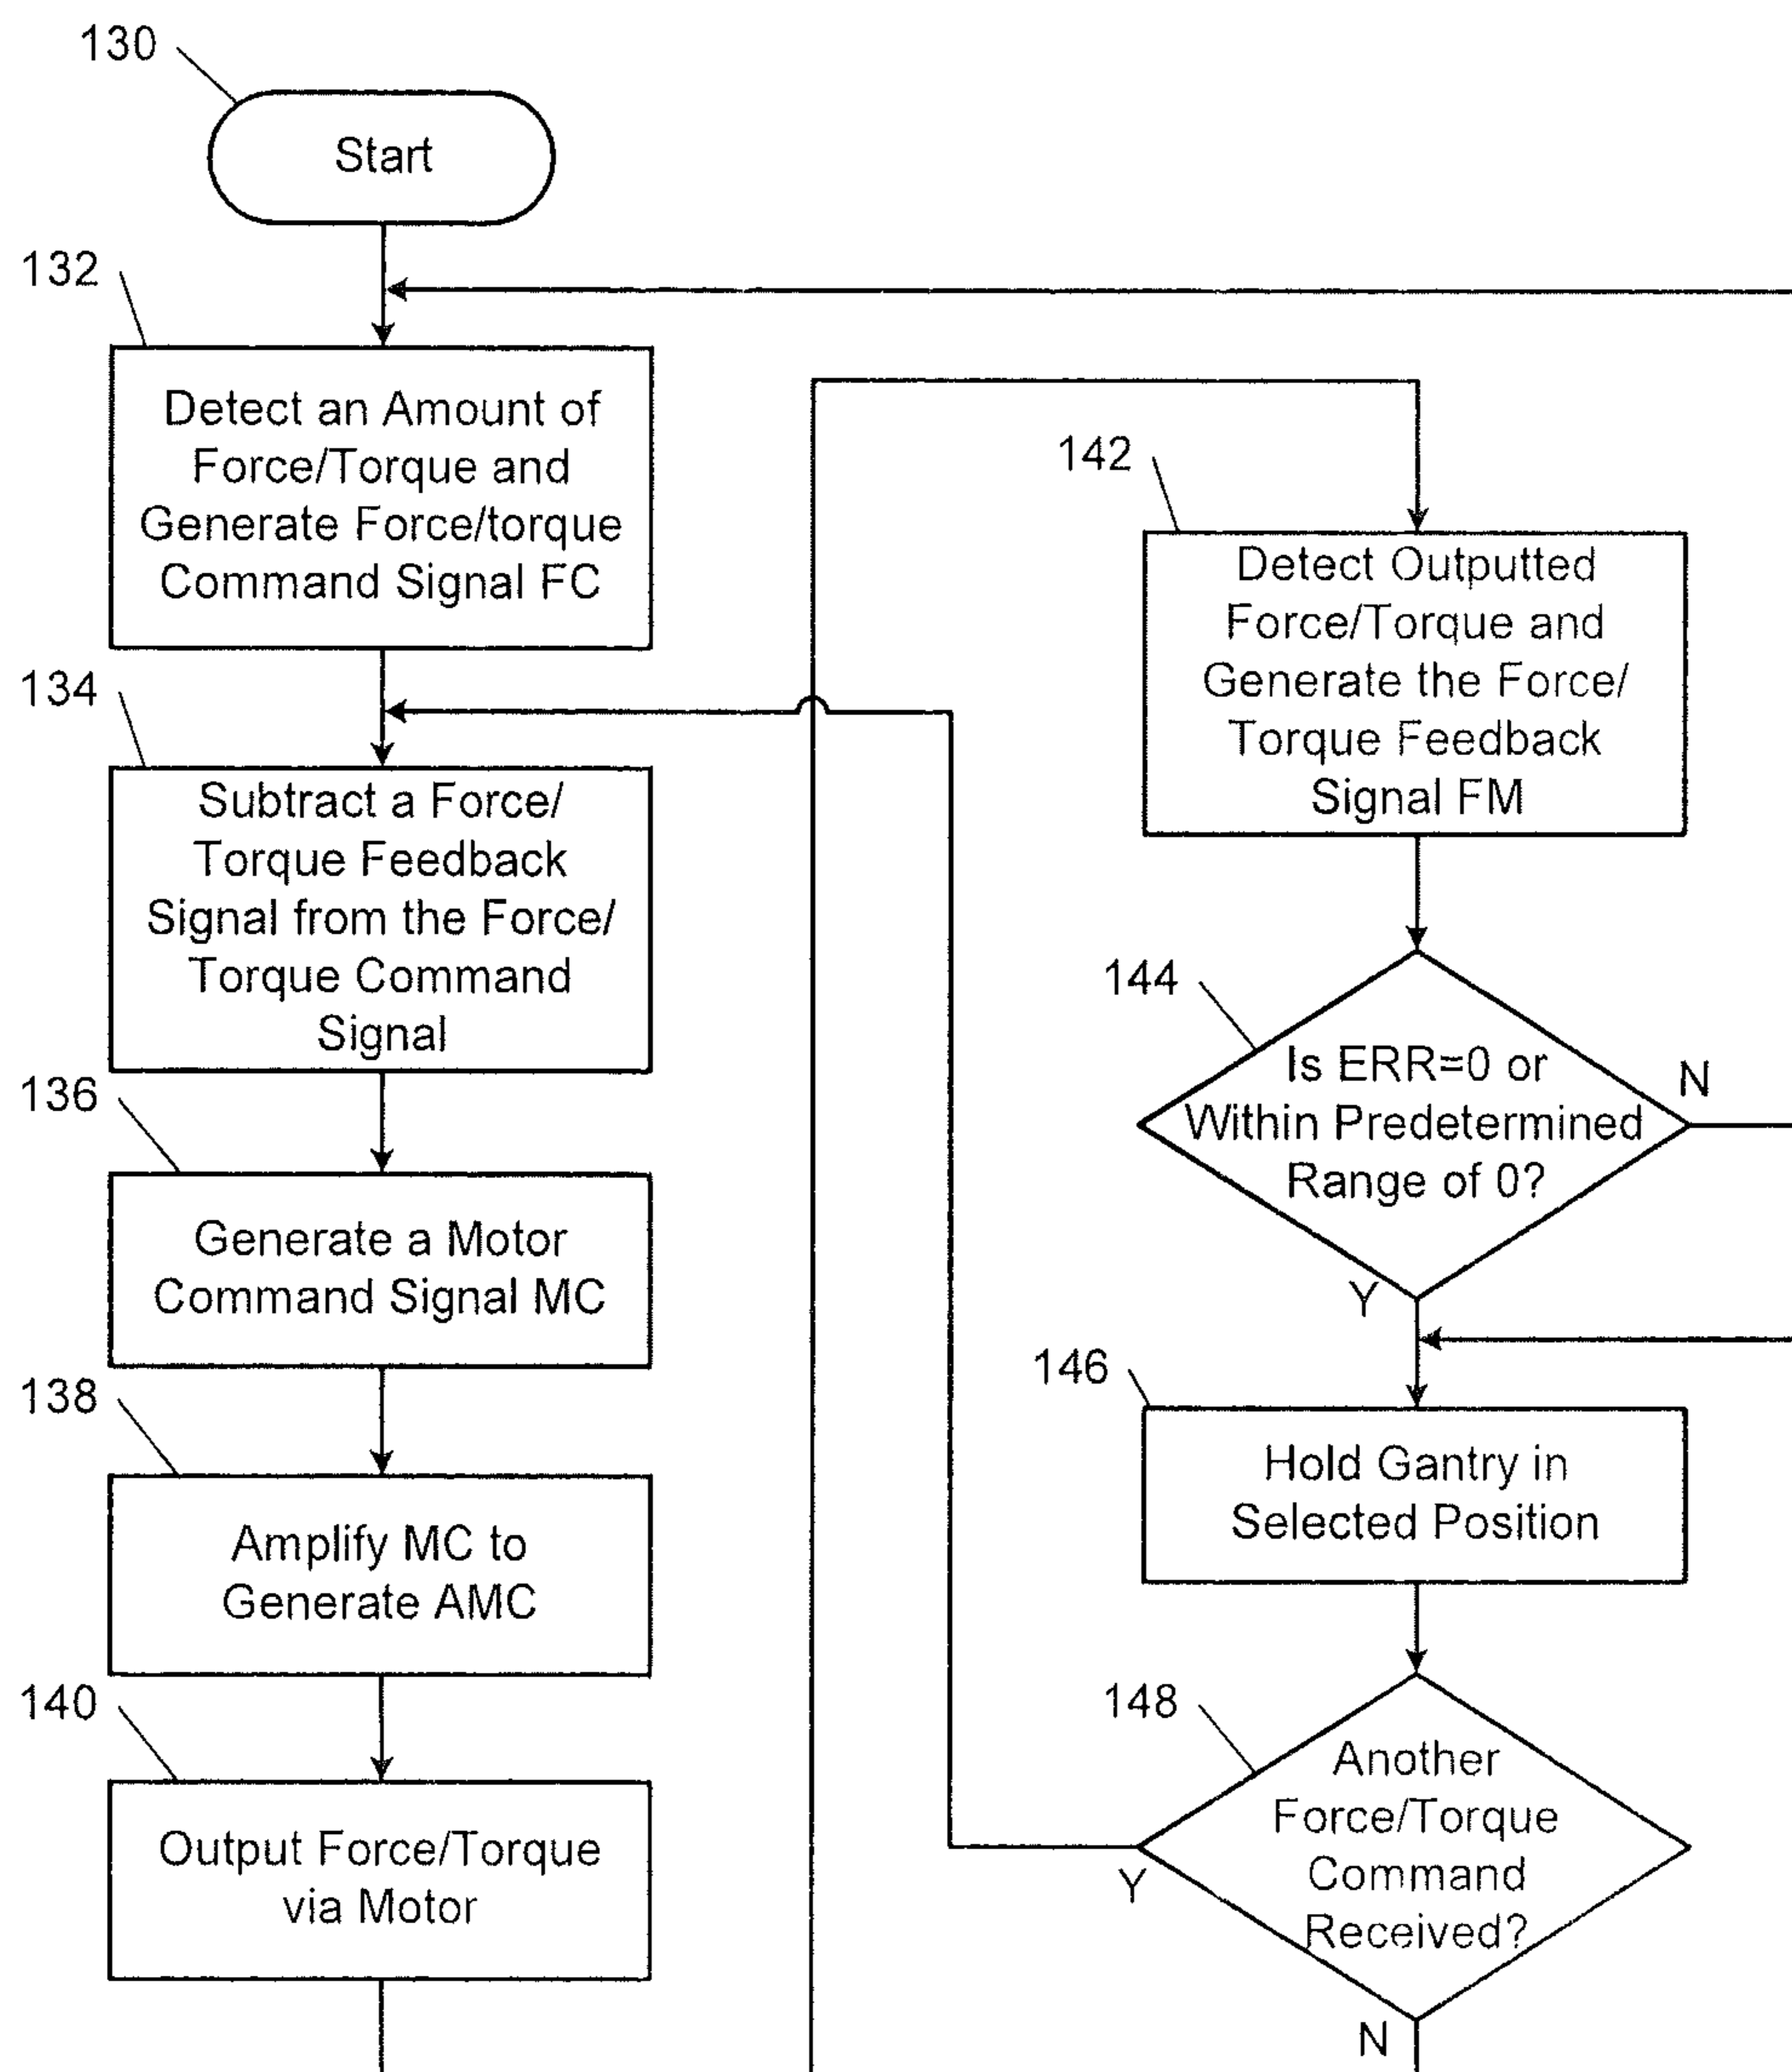 130
Start
132
Detect an Amount of
Force/Torque and
Generate Force/torque
Command Signal FC
134
Subtract a Force/
Torque Feedback
Signal from the Force/
Torque Command
Signal
136
Generate a Motor
Command Signal MC
138
Amplify MC to
Generate AMC
140
Output Force/Torque
via Motor
142
Detect Outputted
Force/Torque and
Generate the Force/
Torque Feedback
Signal FM
144
Is ERR=0 or
Within Predetermined
Range of 0?
N
Y
146
Hold Gantry in
Selected Position
148
Another
Force/Torque
Command
Received?
Y
N